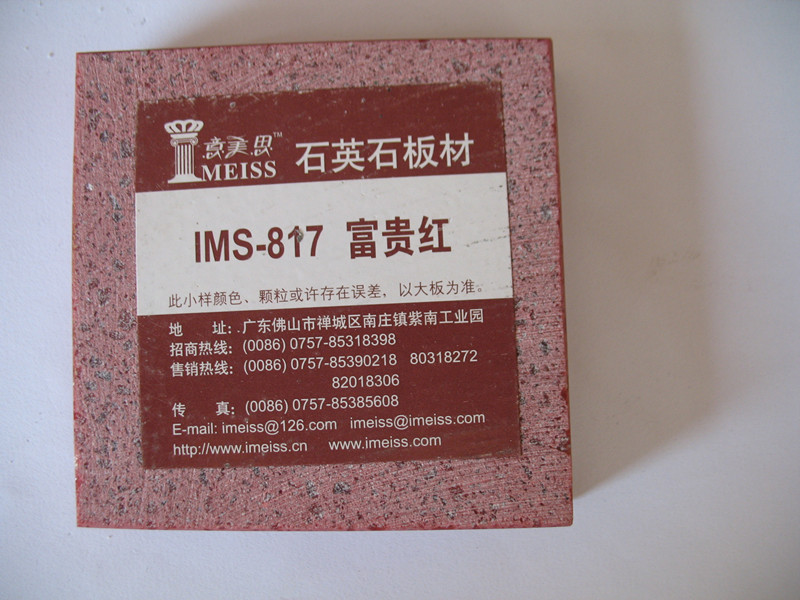 意美思™
IMEISS
石英石板材
IMS-817 富贵红
此小样颜色、颗粒或许存在误差，以大板为准。
地 址：广东佛山市禅城区南庄镇紫南工业园
招商热线：(0086) 0757-85318398
售销热线：(0086) 0757-85390218 80318272
82018306
传 真：(0086) 0757-85385608
E-mail: imeiss@126.com imeiss@imeiss.com
http://www.imeiss.cn www.imeiss.com